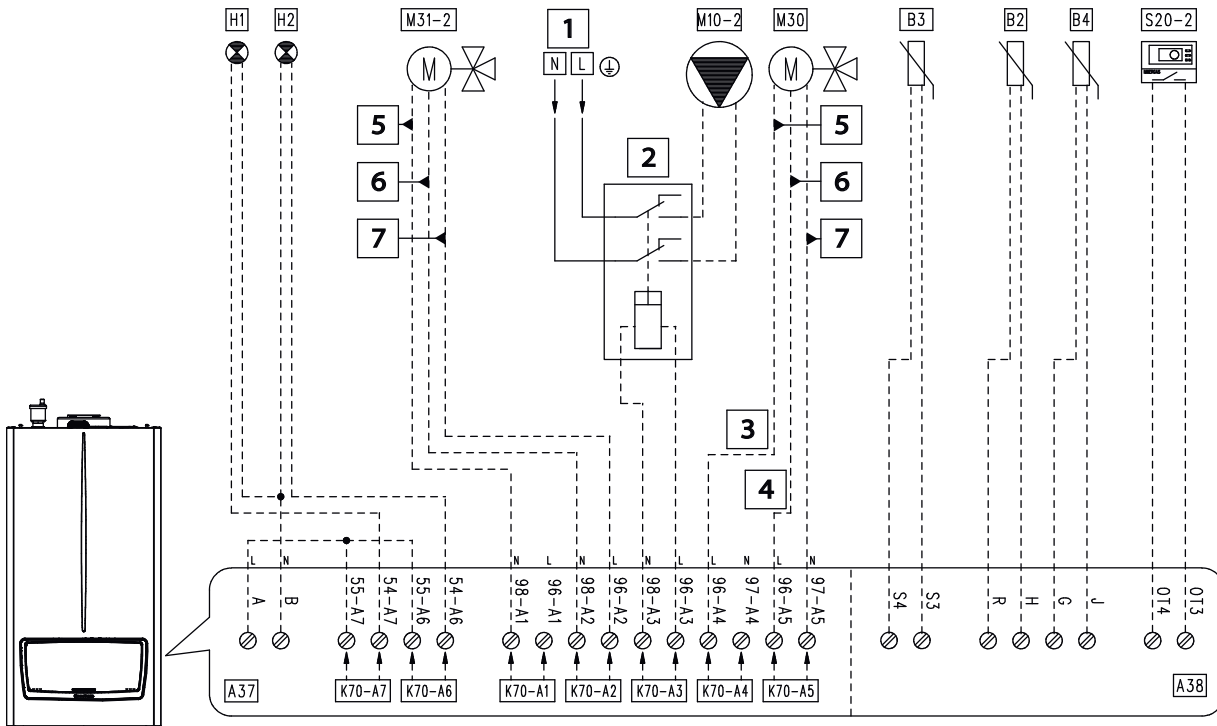 H1 H2 M31-2 1 M10-2 M30 B3 B2 B4 S20-2
N L
M M
5 5
2
6 6
7 7
3
4
L N N L N L N L L N L N
A B 55-A7 54-A7 55-A6 54-A6 98-A1 96-A1 98-A2 96-A2 98-A3 96-A3 96-A4 97-A4 96-A5 97-A5 S4 S3 R H G J OT4 OT3
A37 K70-A7 K70-A6 K70-A1 K70-A2 K70-A3 K70-A4 K70-A5 A38